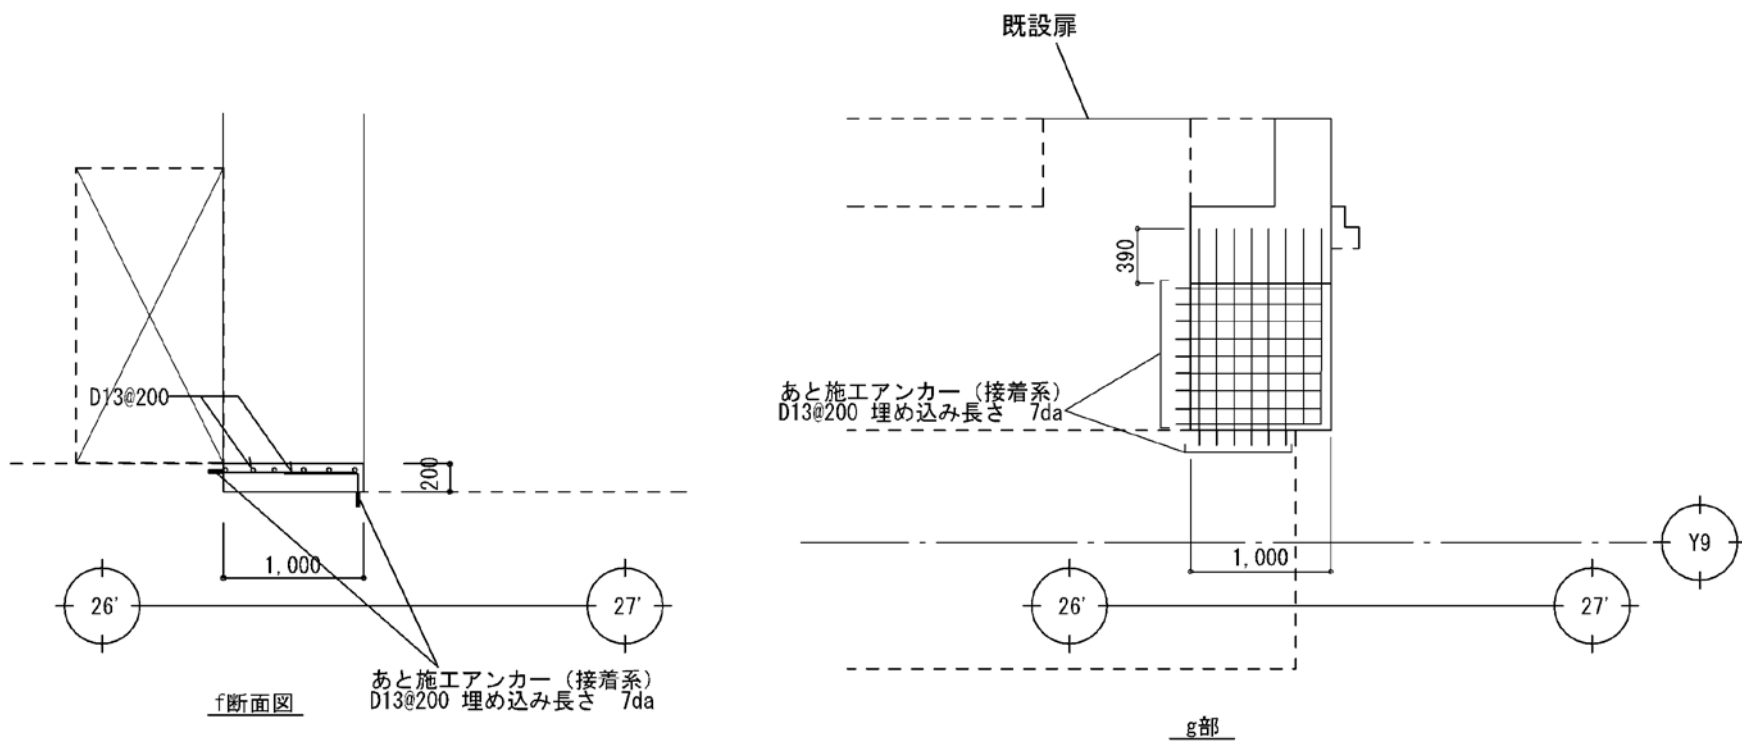 既設扉
390
D13@200
あと施工アンカー（接着系）
D13@200 埋め込み長さ 7da
200
1,000
1,000
Y9
26'
27'
26'
27'
あと施工アンカー（接着系）
D13@200 埋め込み長さ 7da
f断面図
g部